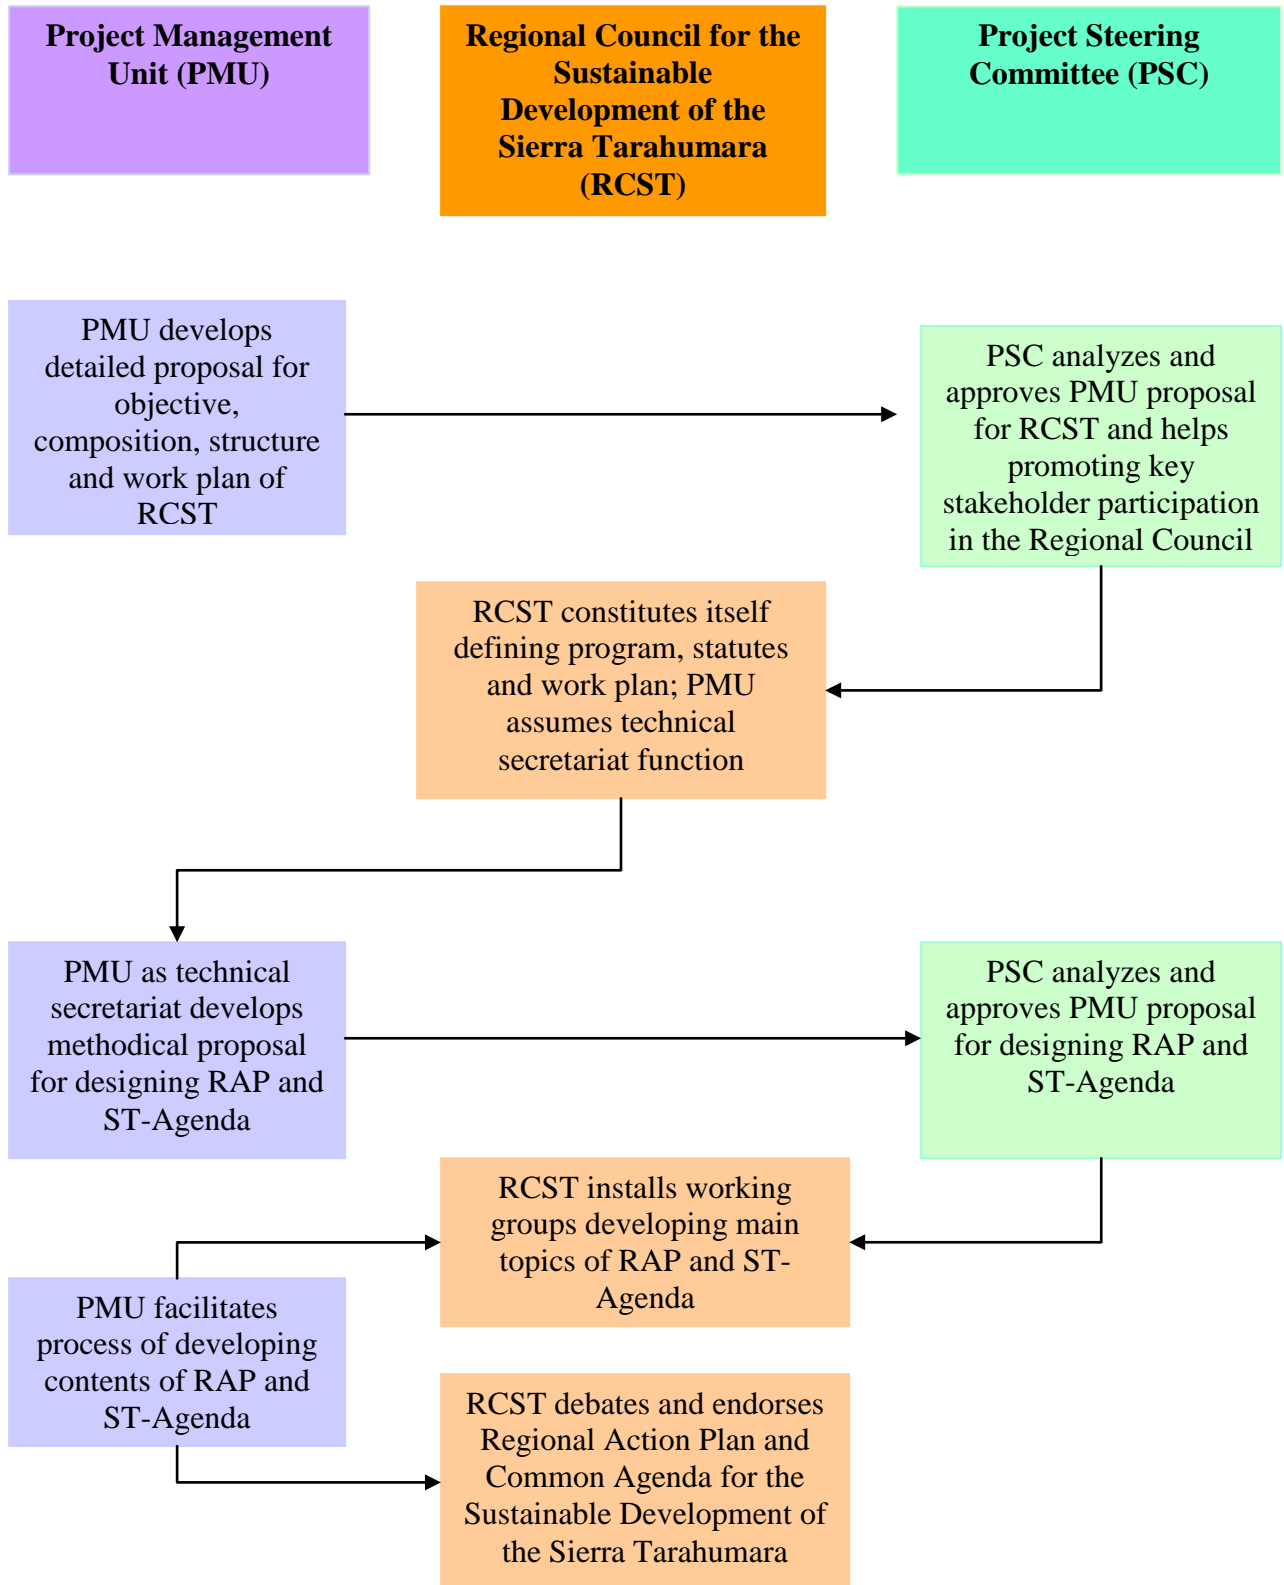 Project Management
Unit (PMU)
Regional Council for the
Sustainable
Development of the
Sierra Tarahumara
(RCST)
Project Steering
Committee (PSC)
PMU develops
detailed proposal for
objective,
composition, structure
and work plan of
RCST
PSC analyzes and
approves PMU proposal
for RCST and helps
promoting key
stakeholder participation
in the Regional Council
RCST constitutes itself
defining program, statutes
and work plan; PMU
assumes technical
secretariat function
PMU as technical
secretariat develops
methodical proposal
for designing RAP and
ST-Agenda
PSC analyzes and
approves PMU proposal
for designing RAP and
ST-Agenda
RCST installs working
groups developing main
topics of RAP and ST-
Agenda
PMU facilitates
process of developing
contents of RAP and
ST-Agenda
RCST debates and endorses
Regional Action Plan and
Common Agenda for the
Sustainable Development of
the Sierra Tarahumara